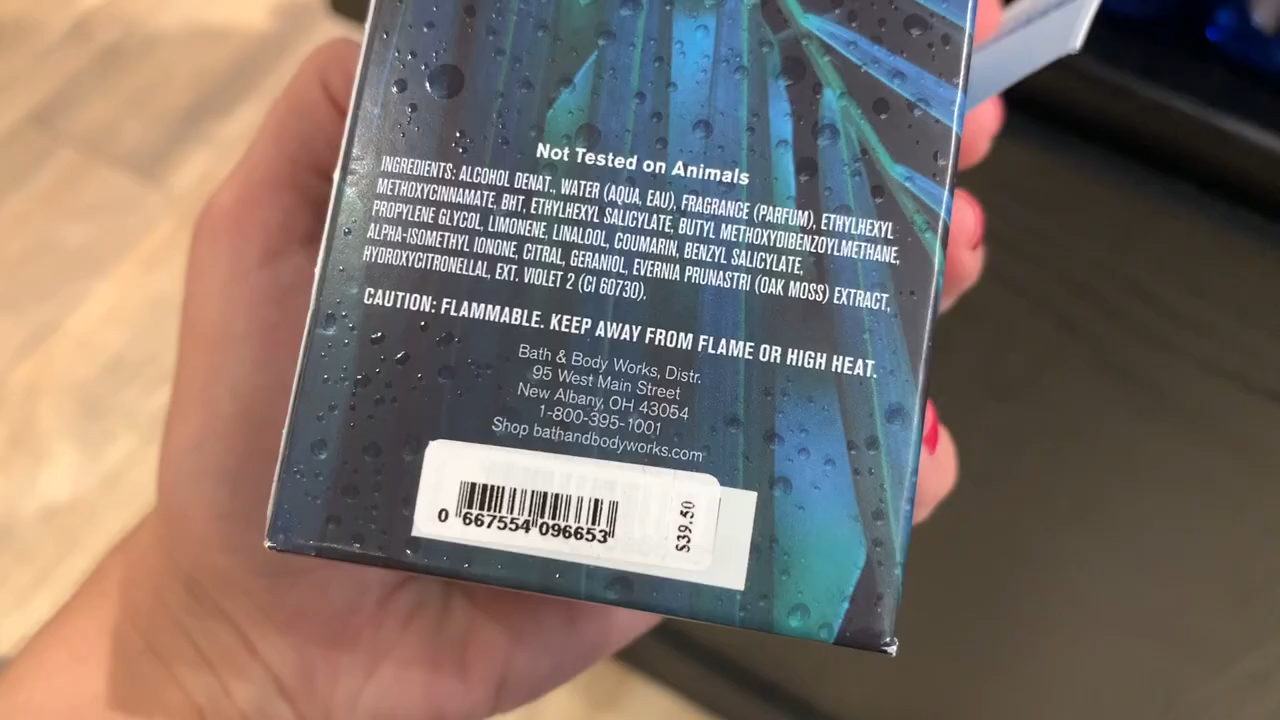 Not Tested on Animals
INGREDIENTS: ALCOHOL DENAT., WATER (AQUA, EAU), FRAGRANCE (PARFUM), ETHYLHEXYL
METHOXYCINNAMATE, BHT, ETHYLHEXYL SALICYLATE, BUTYL METHOXYDIBENZOYLMETHANE,
PROPYLENE GLYCOL, LIMONENE, LINALOOL, COUMARIN, BENZYL SALICYLATE,
ALPHA-ISOMETHYL IONONE, CITRAL, GERANIOL, EVERNIA PRUNASTRI (OAK MOSS) EXTRACT,
HYDROXYCITRONELLAL, EXT. VIOLET 2 (CI 60730).
CAUTION: FLAMMABLE. KEEP AWAY FROM FLAME OR HIGH HEAT.
Bath & Body Works, Distr.
95 West Main Street
New Albany, OH 43054
1-800-395-1001
Shop bathandbodyworks.com
0 667554 096653
$39.50